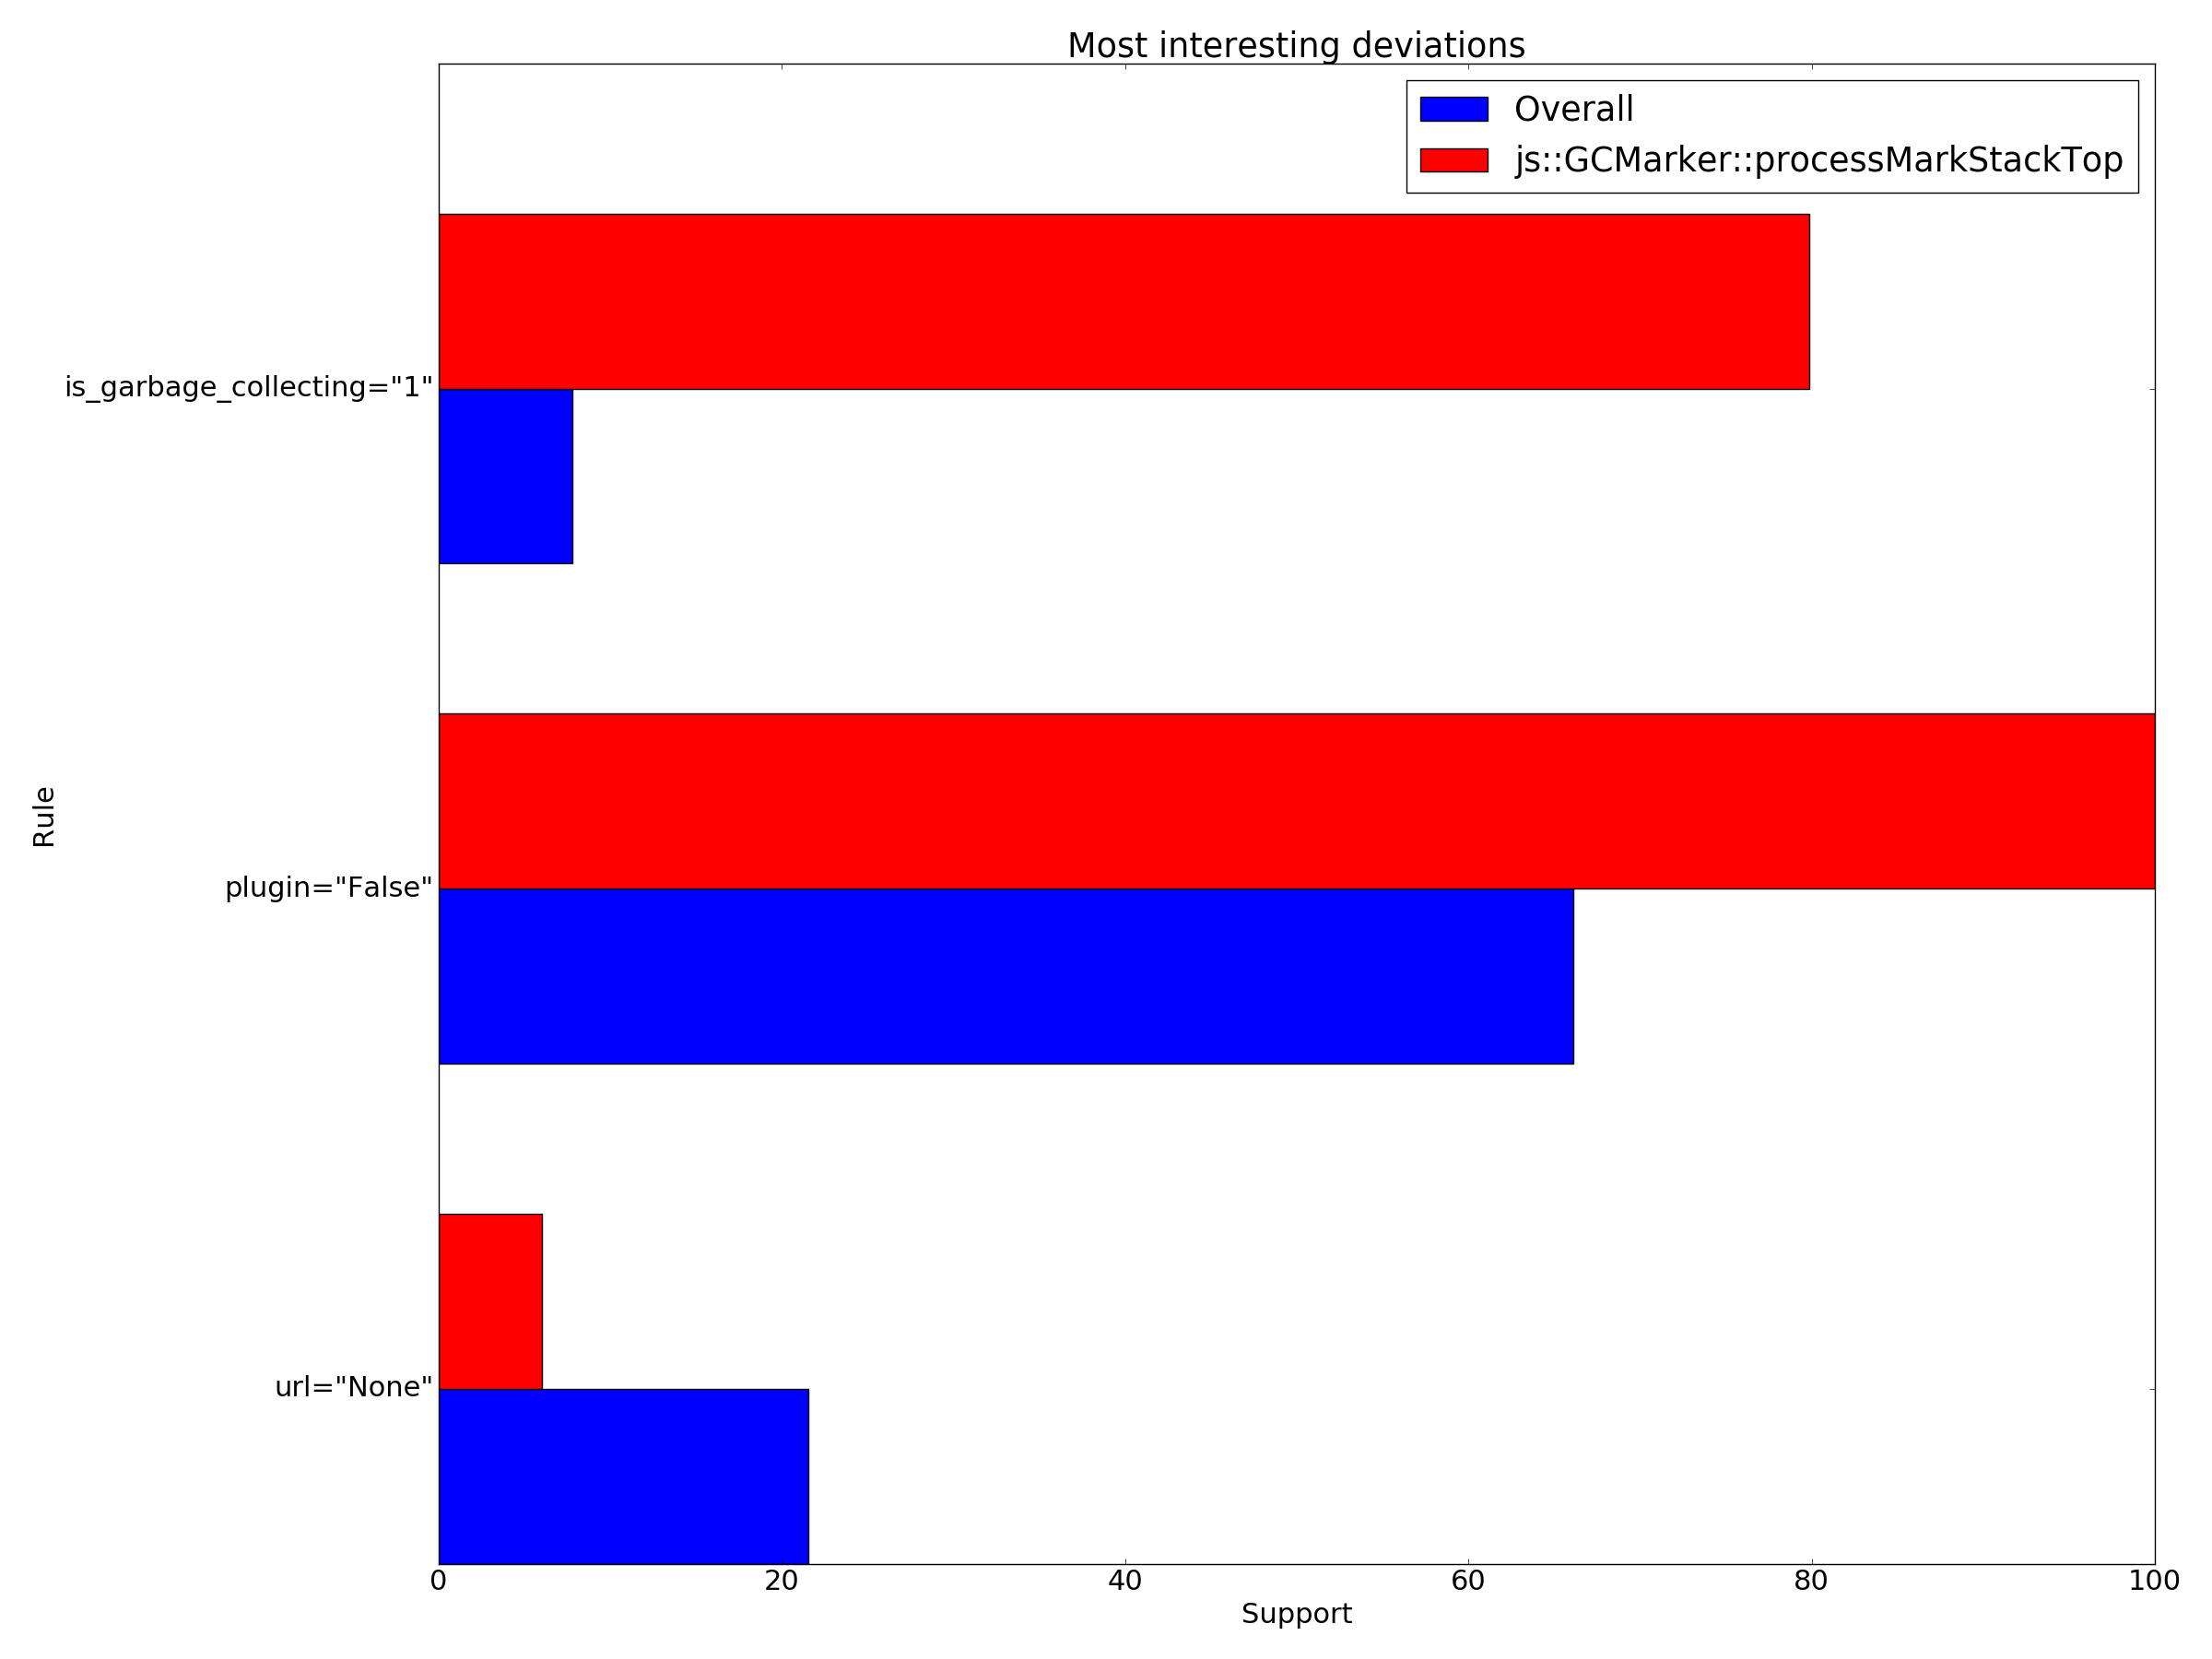 Most interesting deviations
Overall
js::GCMarker::processMarkStackTop
is_garbage_collecting="1"
Rule
plugin="False"
url="None"
0 20 40 60 80 100
Support